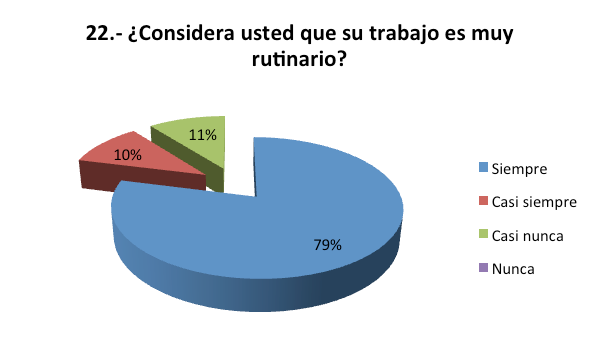 22.- ¿Considera usted que su trabajo es muy
rutinario?
11%
10%
79%
Siempre
Casi siempre
Casi nunca
Nunca